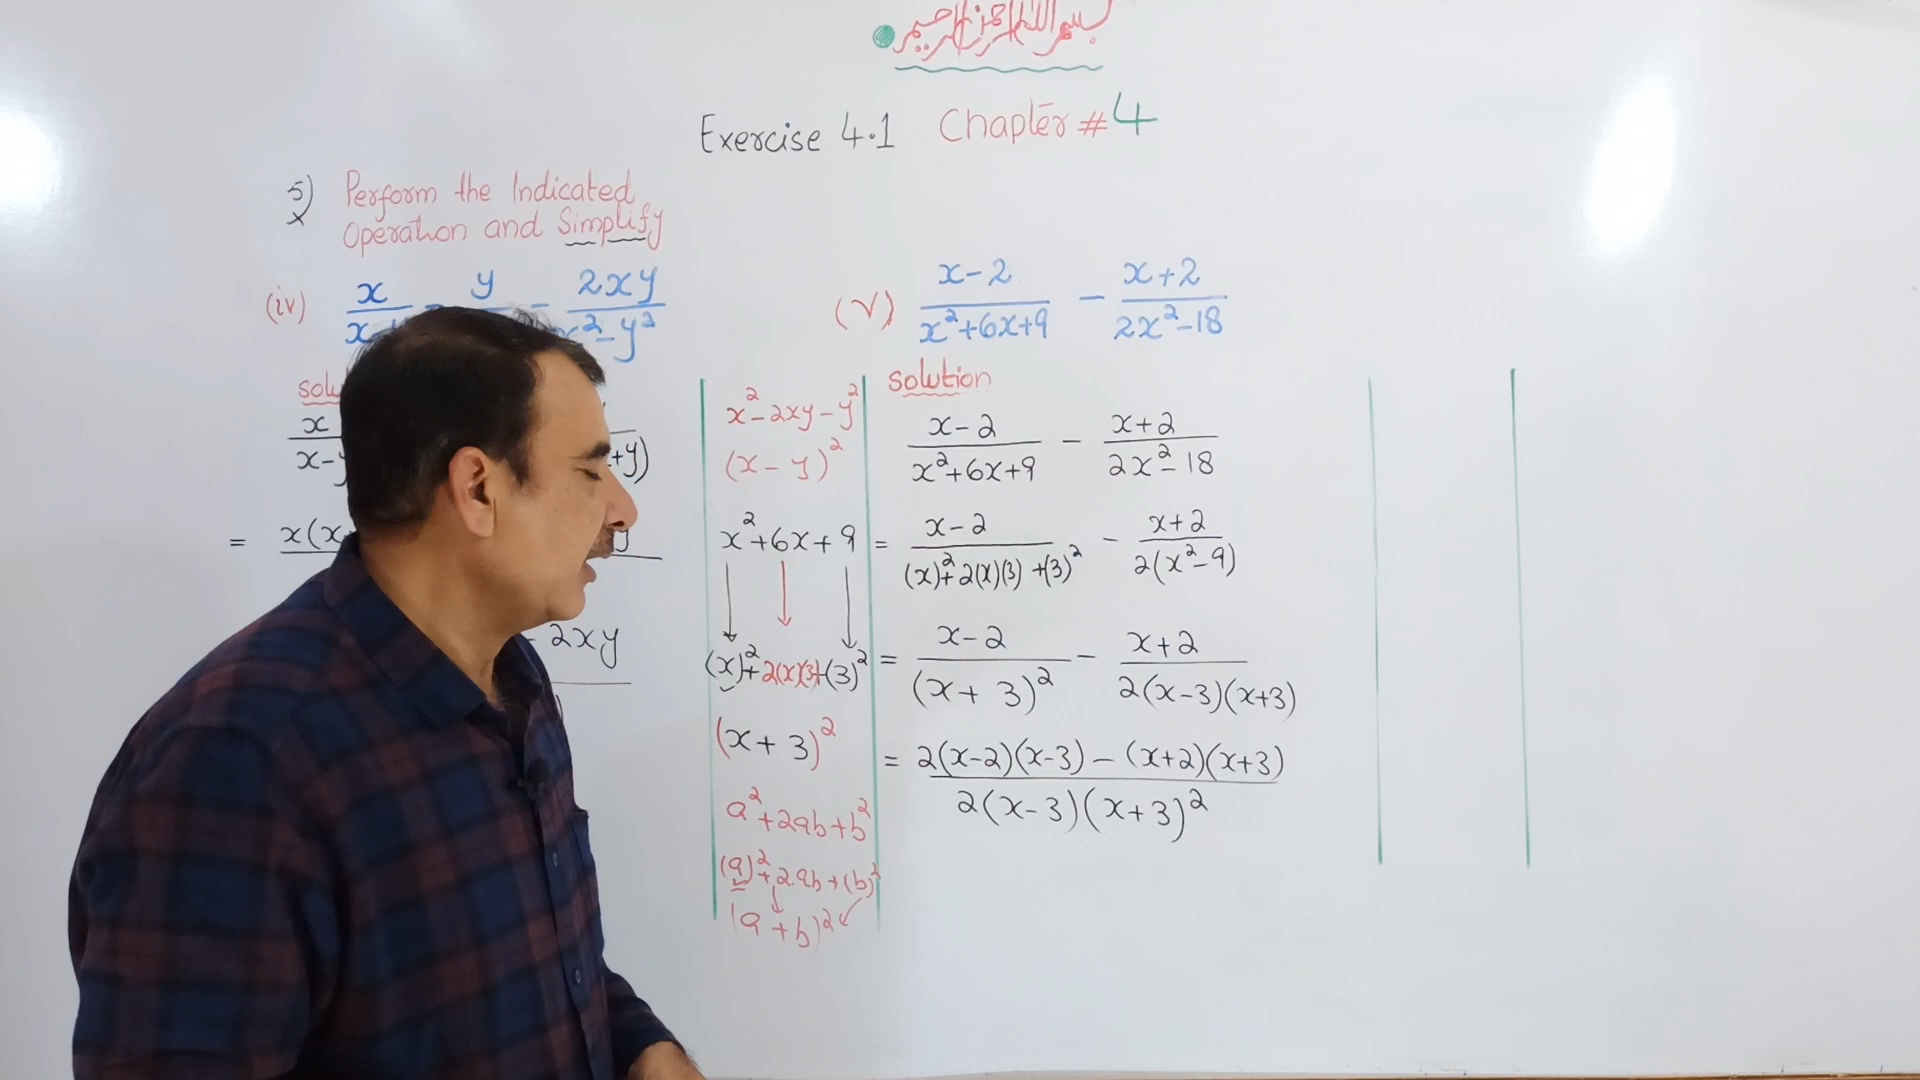 بسم الله الرحمن الرحيم
Exercise 4.1 Chapter # 4
5) Perform the Indicated
Operation and Simplify
(iv) x/ - y/ - 2xy/x²-y²
solu
x/x-y +y)
= x(x+ y
- 2xy
x²-2xy-y²
(x-y)²
x²+6x+9
(x)²+2(x)(3)+(3)²
(x+3)²
a²+2ab+b²
(a)²+2.ab+(b)²
(a+b)²
(V) x-2/x²+6x+9 - x+2/2x²-18
Solution
x-2/x²+6x+9 - x+2/2x²-18
= x-2/(x)²+2(x)(3)+(3)² - x+2/2(x²-9)
= x-2/(x+3)² - x+2/2(x-3)(x+3)
= 2(x-2)(x-3)-(x+2)(x+3)/2(x-3)(x+3)²